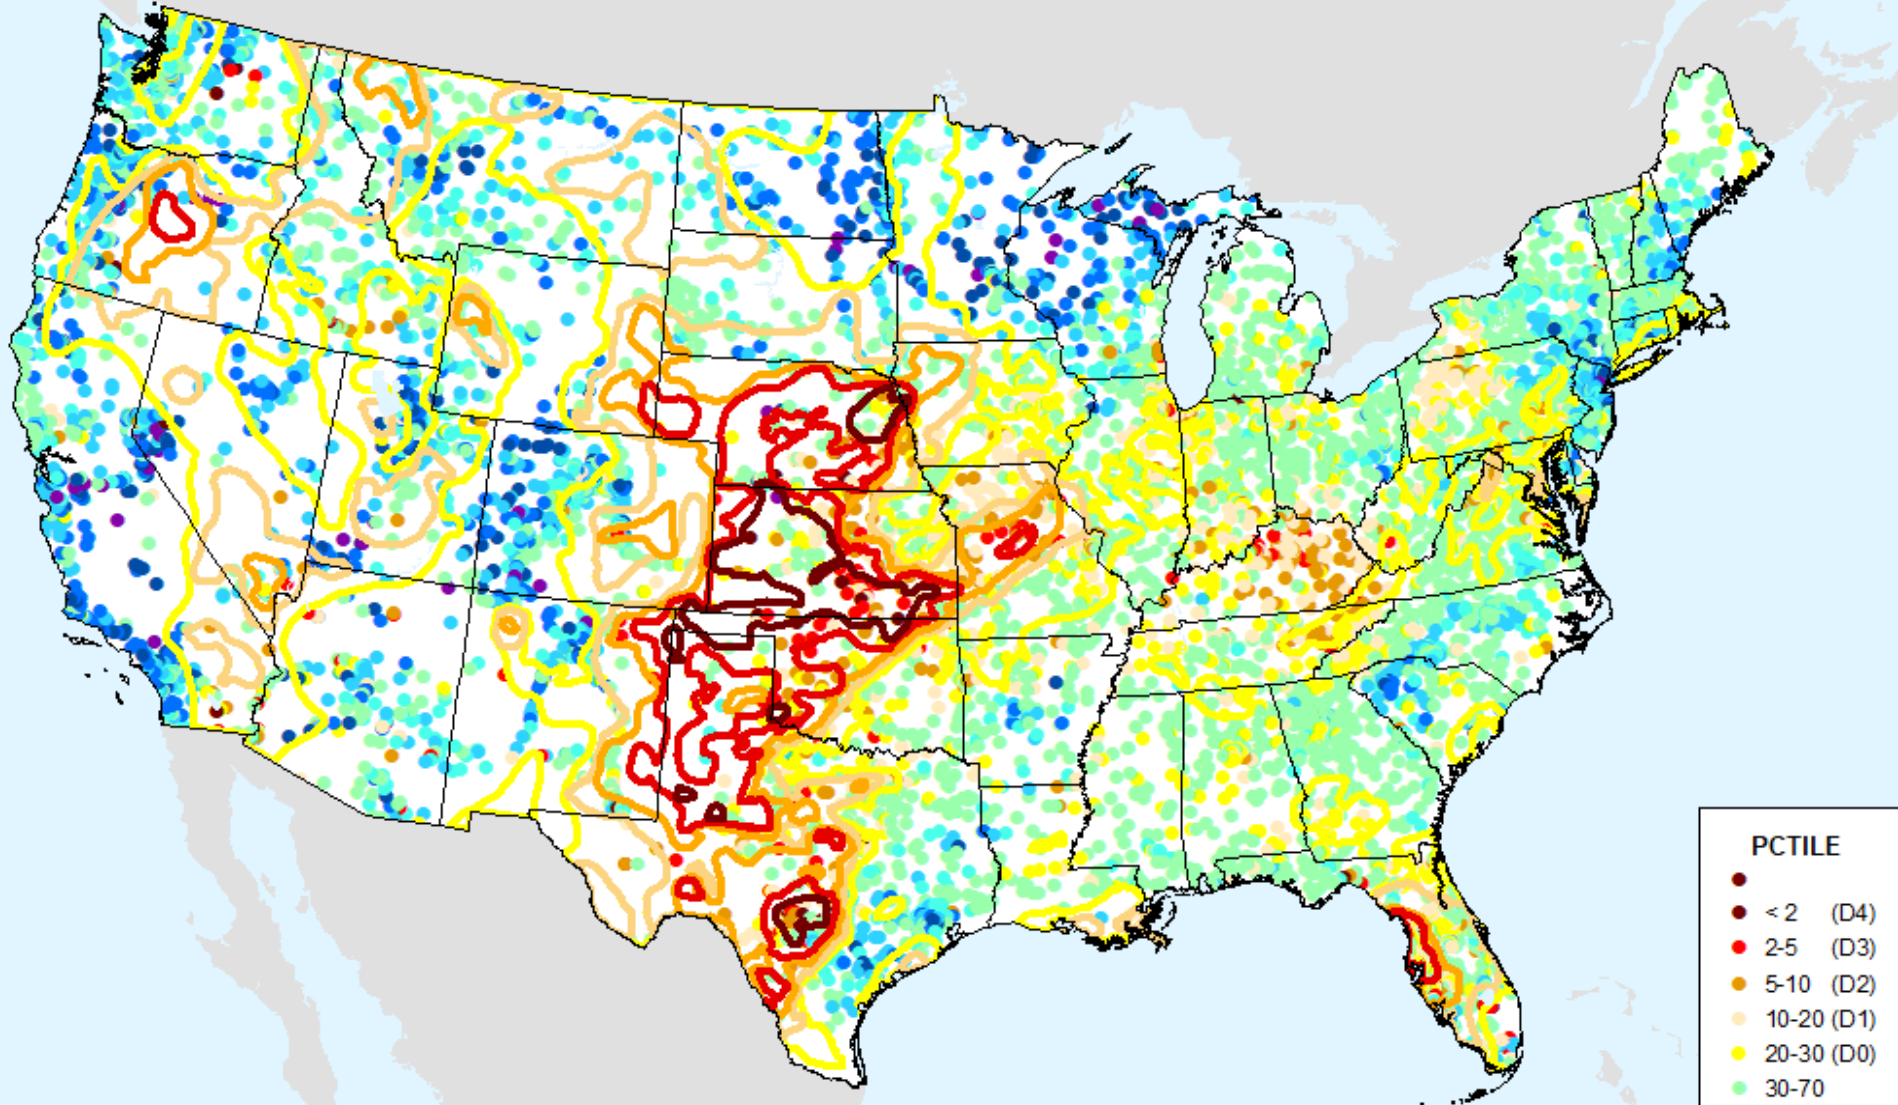 PCTILE
< 2 (D4)
2-5 (D3)
5-10 (D2)
10-20 (D1)
20-30 (D0)
30-70